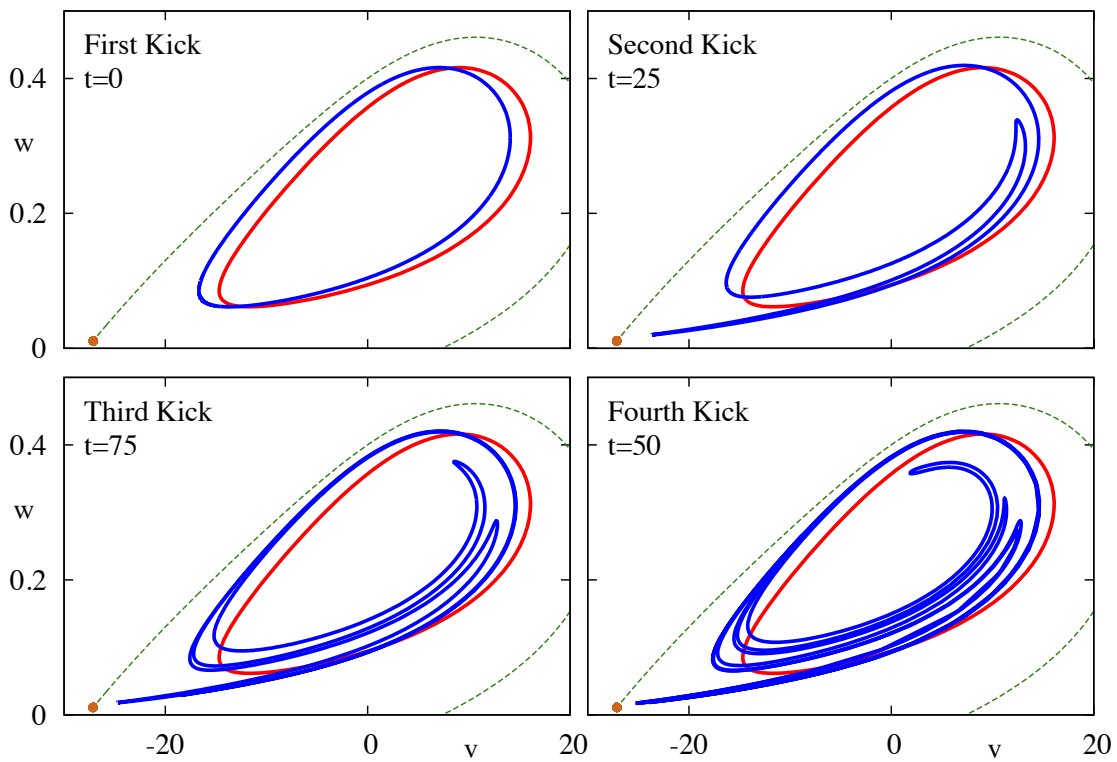 First Kick
t=0
Second Kick
t=25
0.4
w
0.2
0
Third Kick
t=75
Fourth Kick
t=50
0.4
w
0.2
0
-20 0 v 20
-20 0 v 20